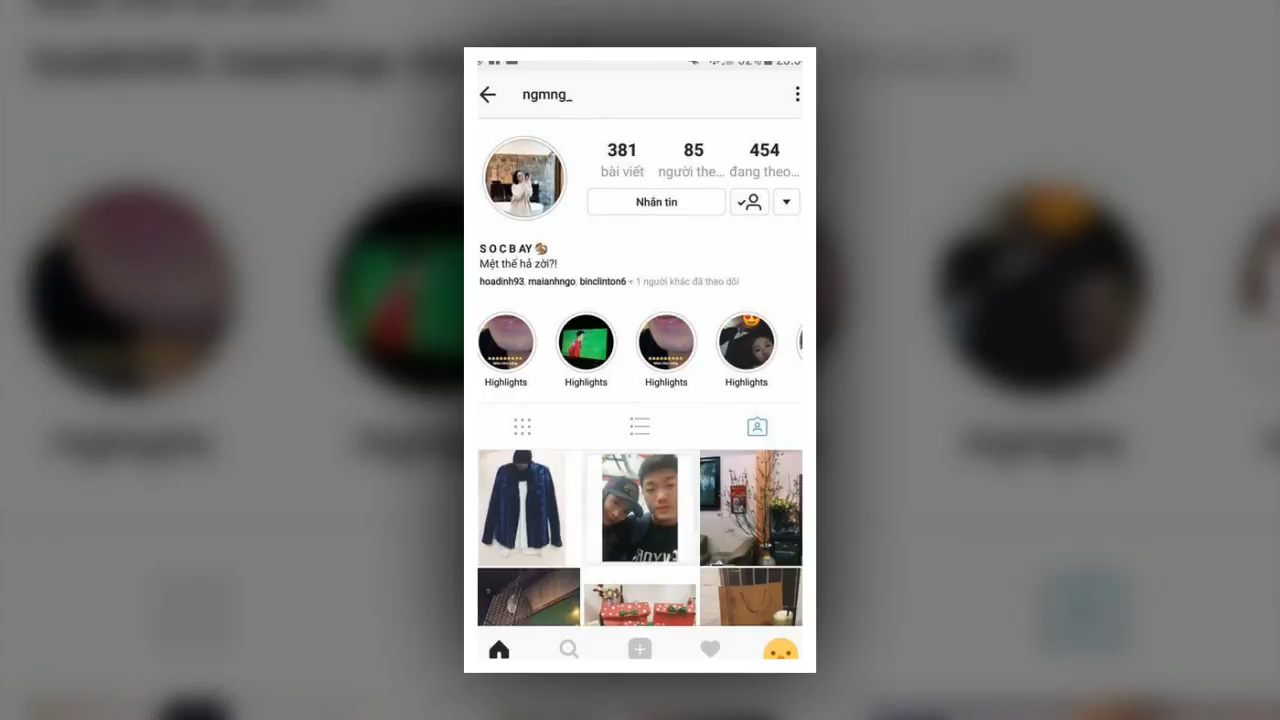 ngmng_
381 85 454
bài viết người the... đang theo...
Nhắn tin
S O C B AY
Mệt thế hả zời?!
hoadinh93, maianhngo, binclinton6 + 1 người khác đã theo dõi
Highlights Highlights Highlights Highlights